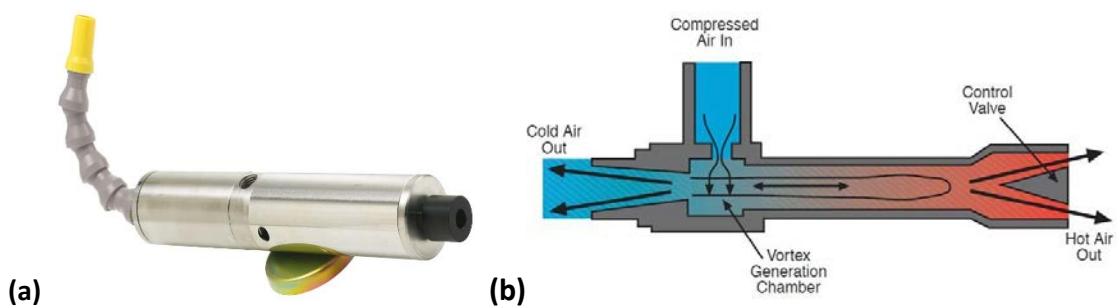 Compressed
Air In
Control
Valve
Cold Air
Out
Hot Air
Out
Vortex
Generation
Chamber
(a)
(b)